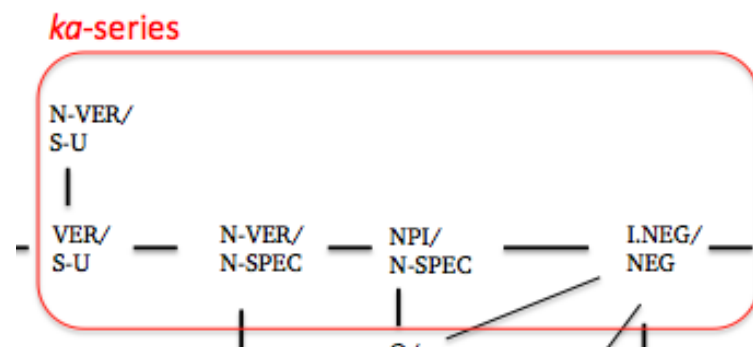 ka-series
N-VER/
S-U
VER/
S-U
N-VER/
N-SPEC
NPI/
N-SPEC
I.NEG/
NEG